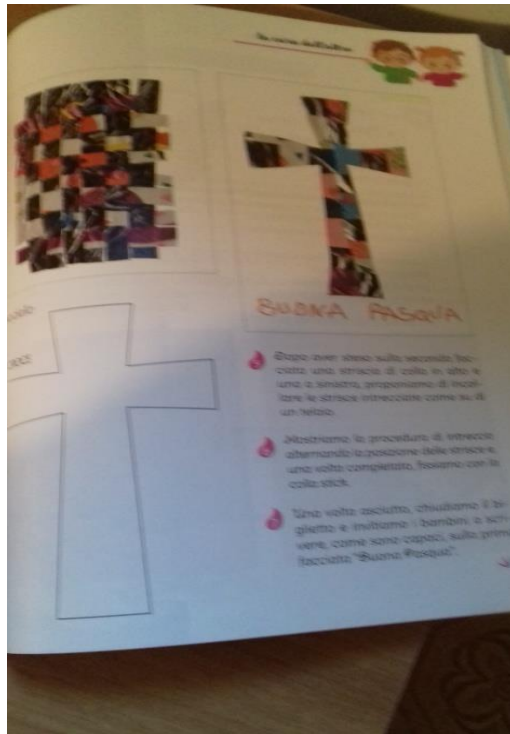 BUONA PASQUA
Dopo aver steso sulla seconda fac-
ciata una striscia di colla in alto e
una a sinistra, proponiamo di incol-
lare le strisce intrecciate come su di
un telaio.
Mostriamo la procedura di intreccio
alternando la posizione delle strisce e,
una volta completato, fissiamo con la
colla stick.
Una volta asciutto, chiudiamo il bi-
glietto e invitiamo i bambini a scri-
vere, come sono capaci, sulla prima
facciata "Buona Pasqua".